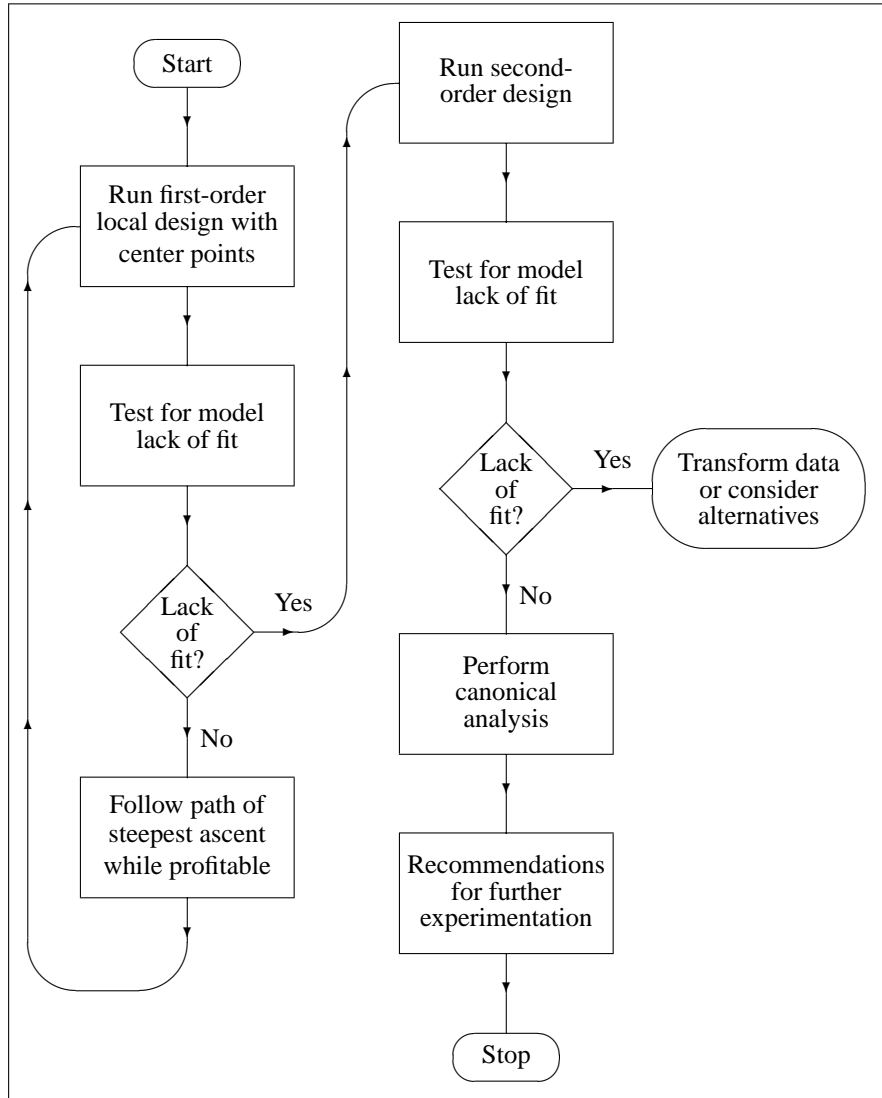 Start
Run first-order
local design with
center points
Test for model
lack of fit
Lack
of
fit?
Yes
No
Follow path of
steepest ascent
while profitable
Run second-
order design
Test for model
lack of fit
Lack
of
fit?
Yes
Transform data
or consider
alternatives
No
Perform
canonical
analysis
Recommendations
for further
experimentation
Stop